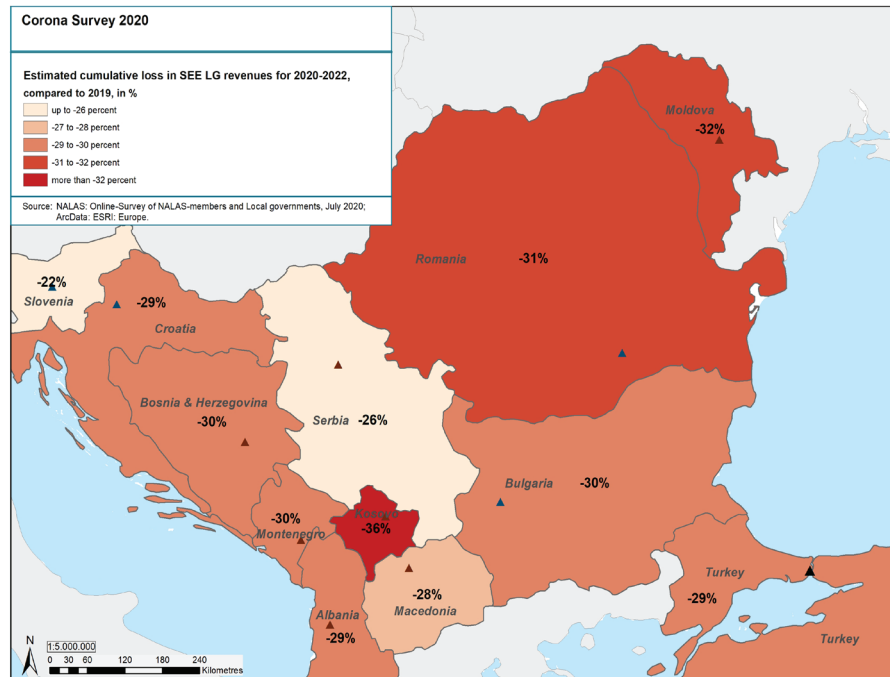 Corona Survey 2020
Estimated cumulative loss in SEE LG revenues for 2020-2022,
compared to 2019, in %
up to -26 percent
-27 to -28 percent
-29 to -30 percent
-31 to -32 percent
more than -32 percent
Source: NALAS: Online-Survey of NALAS-members and Local governments, July 2020;
ArcData: ESRI: Europe.
Moldova
-32%
Romania
-31%
-22%
Slovenia
-29%
Croatia
Bosnia & Herzegovina
-30%
Serbia -26%
Bulgaria
-30%
-30%
Montenegro
Kosovo
-36%
-28%
Macedonia
Albania
-29%
Turkey
-29%
Turkey
N
1:5.000.000
0 30 60 120 180 240
Kilometres